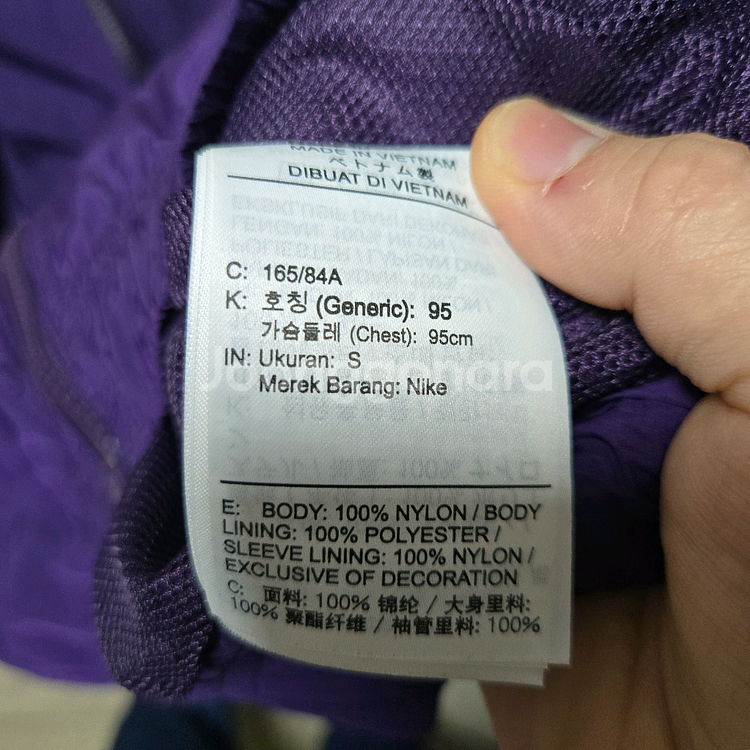 MADE IN VIETNAM
ベトナム製
DIBUAT DI VIETNAM
C: 165/84A
K: 호칭 (Generic): 95
가슴둘레 (Chest): 95cm
IN: Ukuran: S
Merek Barang: Nike
E: BODY: 100% NYLON / BODY
LINING: 100% POLYESTER /
SLEEVE LINING: 100% NYLON /
EXCLUSIVE OF DECORATION
C: 面料: 100% 锦纶 / 大身里料:
100% 聚酯纤维 / 袖管里料: 100%